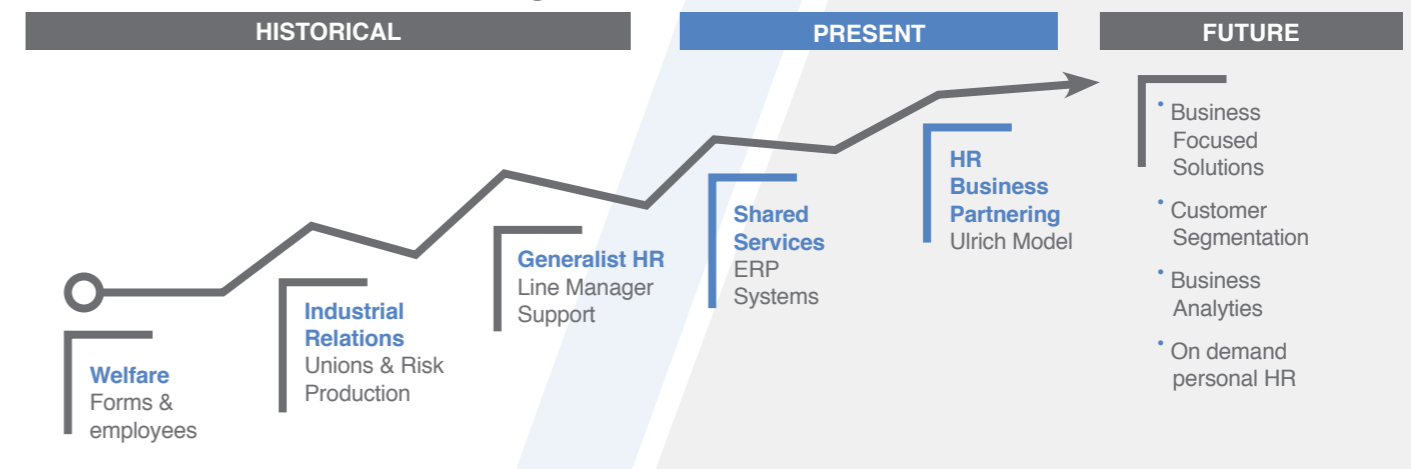 HISTORICAL
PRESENT
FUTURE
Welfare
Forms &
employees
Industrial
Relations
Unions & Risk
Production
Generalist HR
Line Manager
Support
Shared
Services
ERP
Systems
HR
Business
Partnering
Ulrich Model
• Business
Focused
Solutions
• Customer
Segmentation
• Business
Analyties
• On demand
personal HR